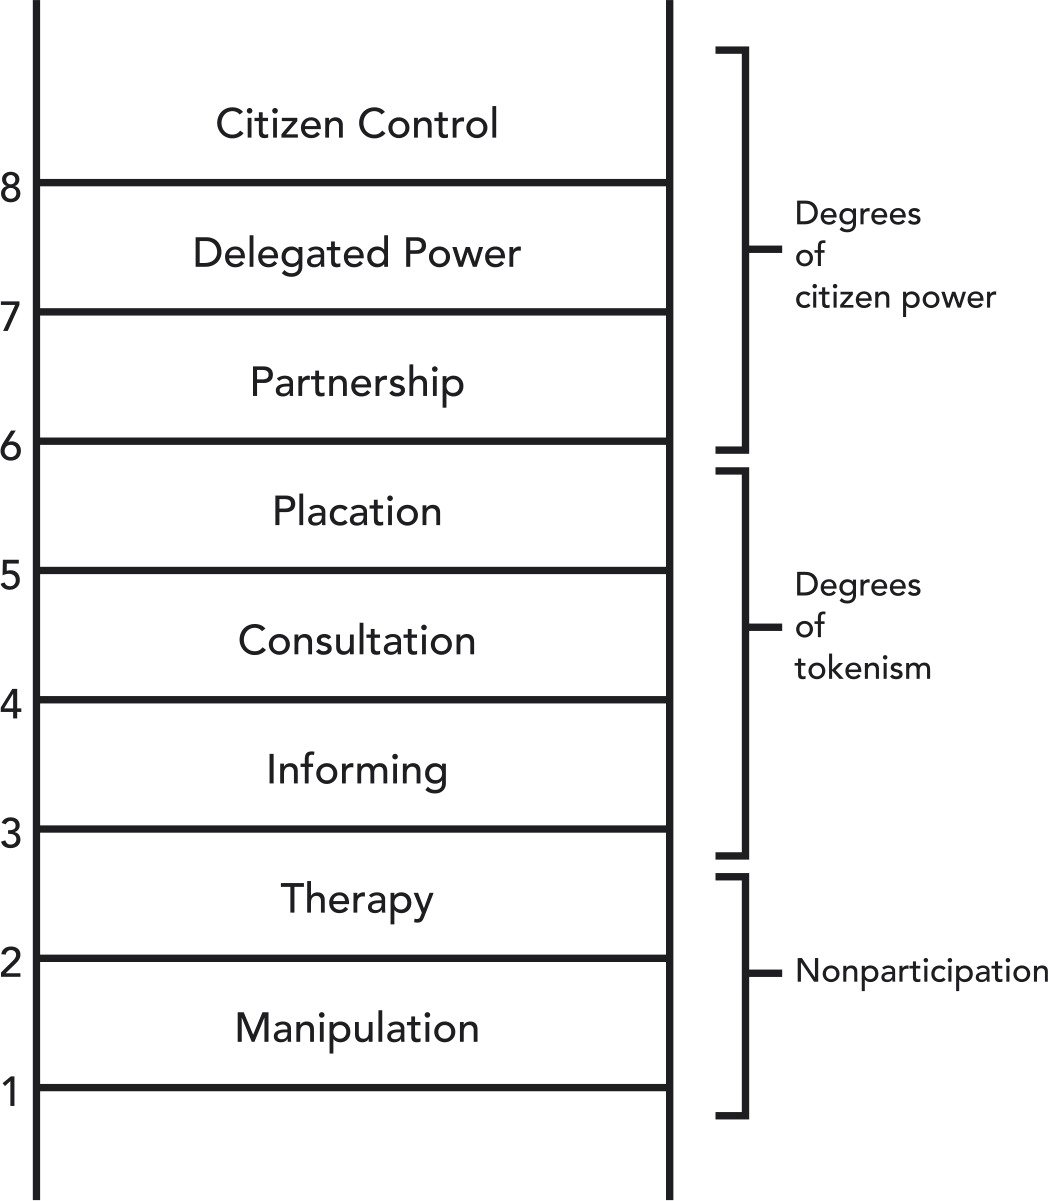 Citizen Control
8
Delegated Power
7
Partnership
6
Placation
5
Consultation
4
Informing
3
Therapy
2
Manipulation
1
Degrees
of
citizen power
Degrees
of
tokenism
Nonparticipation